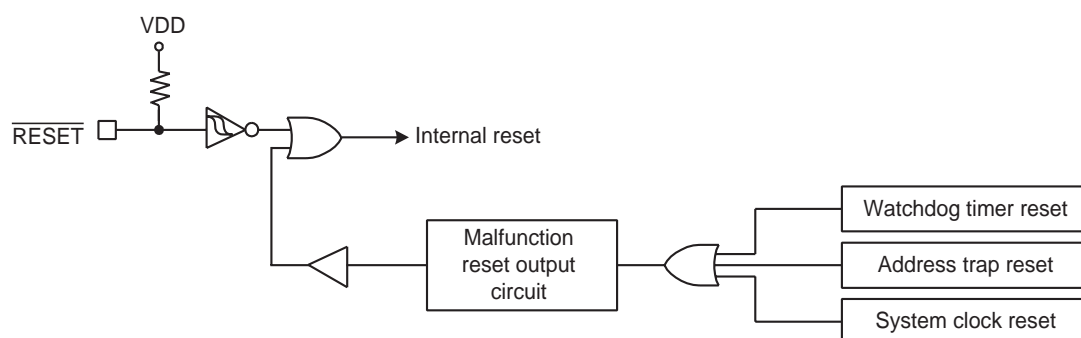 VDD
RESET
Internal reset
Watchdog timer reset
Malfunction
reset output
circuit
Address trap reset
System clock reset